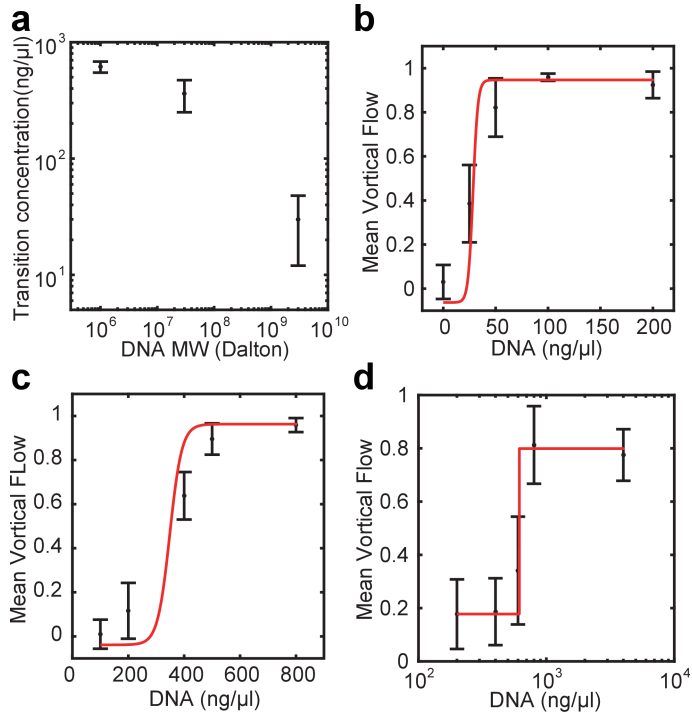 a
Transition concentration(ng/µl)
10³
10²
10¹
10⁶ 10⁷ 10⁸ 10⁹ 10¹⁰
DNA MW (Dalton)
b
Mean Vortical Flow
1
0.8
0.6
0.4
0.2
0
0 50 100 150 200
DNA (ng/µl)
c
Mean Vortical FLow
1
0.8
0.6
0.4
0.2
0
0 200 400 600 800
DNA (ng/µl)
d
Mean Vortical Flow
1
0.8
0.6
0.4
0.2
0
10² 10³ 10⁴
DNA (ng/µl)